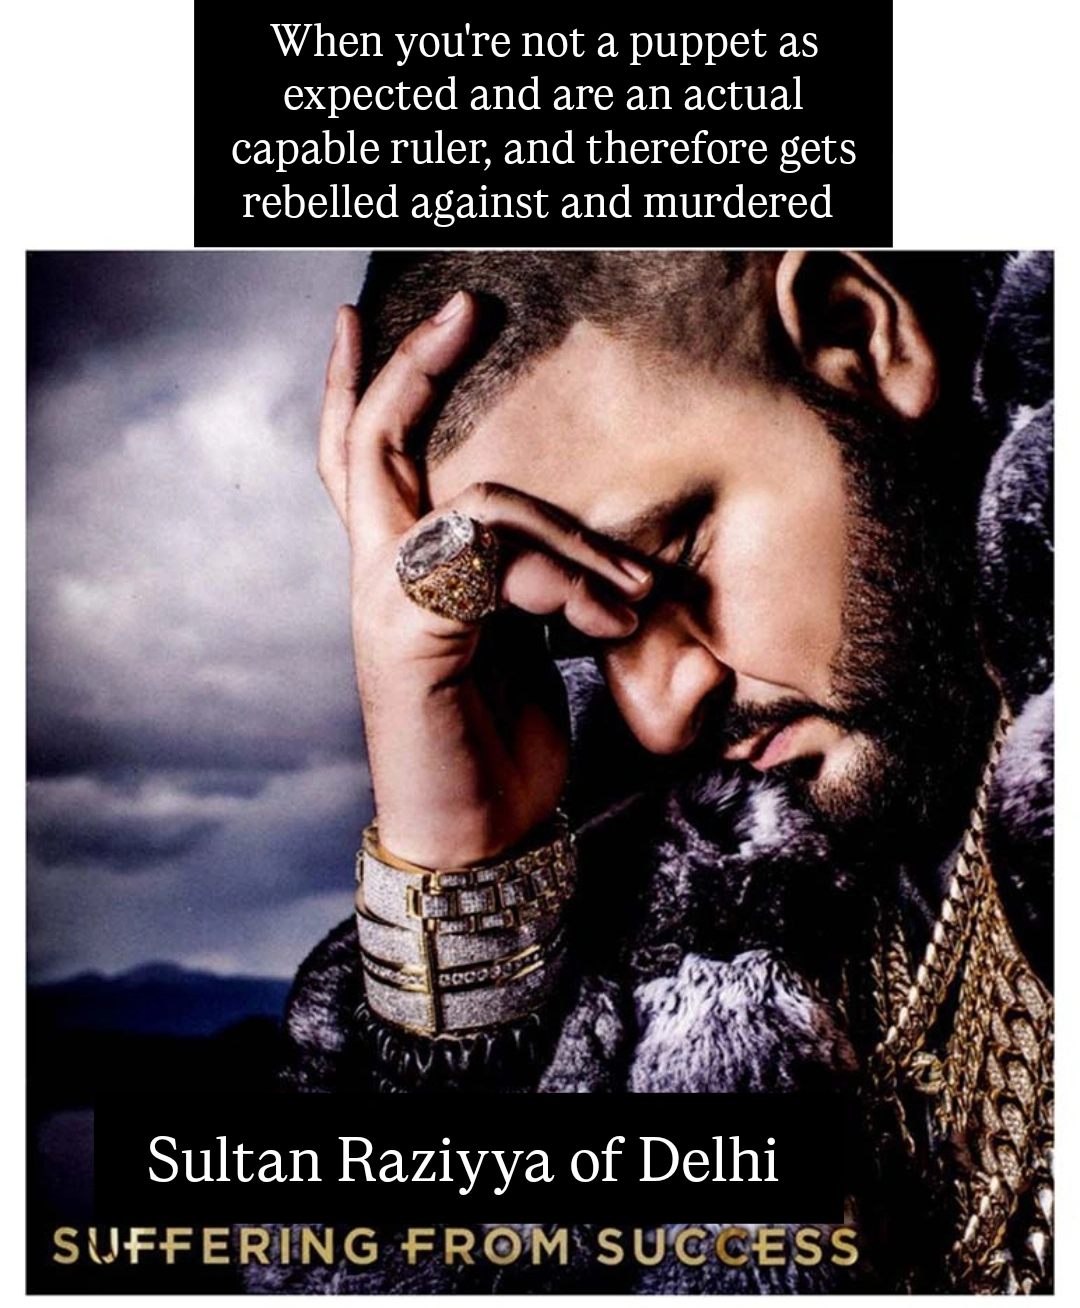 When you're not a puppet as
expected and are an actual
capable ruler, and therefore gets
rebelled against and murdered
Sultan Raziyya of Delhi
SUFFERING FROM SUCCESS